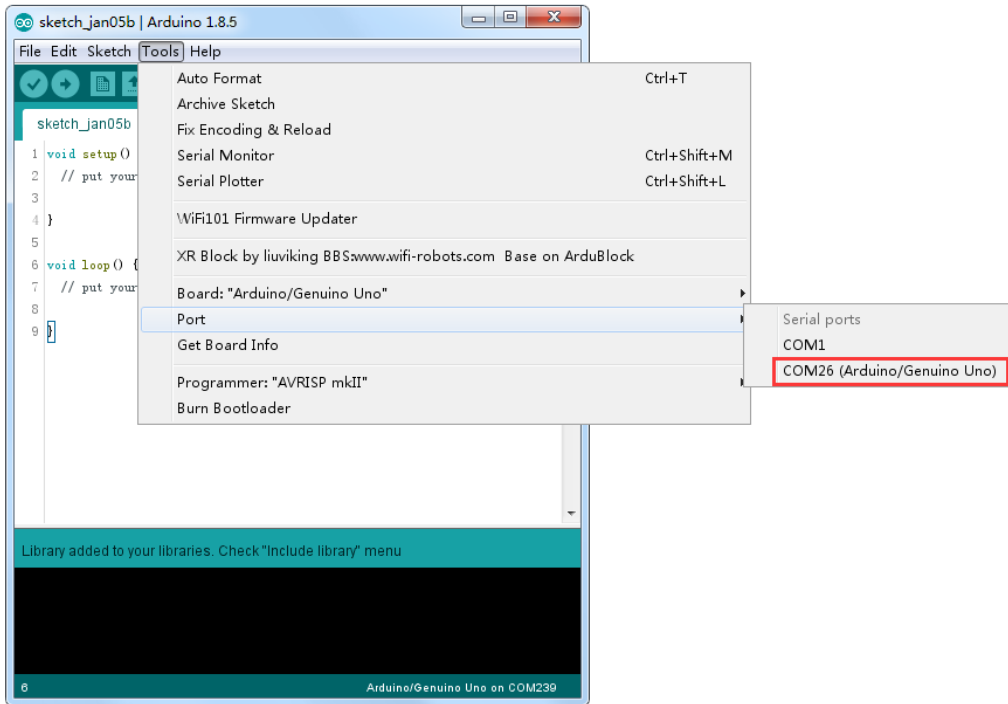 sketch_jan05b | Arduino 1.8.5
File Edit Sketch Tools Help
sketch_jan05b
Auto Format Ctrl+T
Archive Sketch
Fix Encoding & Reload
Serial Monitor Ctrl+Shift+M
Serial Plotter Ctrl+Shift+L
WiFi101 Firmware Updater
XR Block by liuviking BBS:www.wifi-robots.com Base on ArduBlock
Board: "Arduino/Genuino Uno"
Port
Get Board Info
Programmer: "AVRISP mkII"
Burn Bootloader
Serial ports
COM1
COM26 (Arduino/Genuino Uno)
1 void setup()
2 // put your
3
4 }
5
6 void loop() {
7 // put your
8
9 }
Library added to your libraries. Check "Include library" menu
6 Arduino/Genuino Uno on COM239